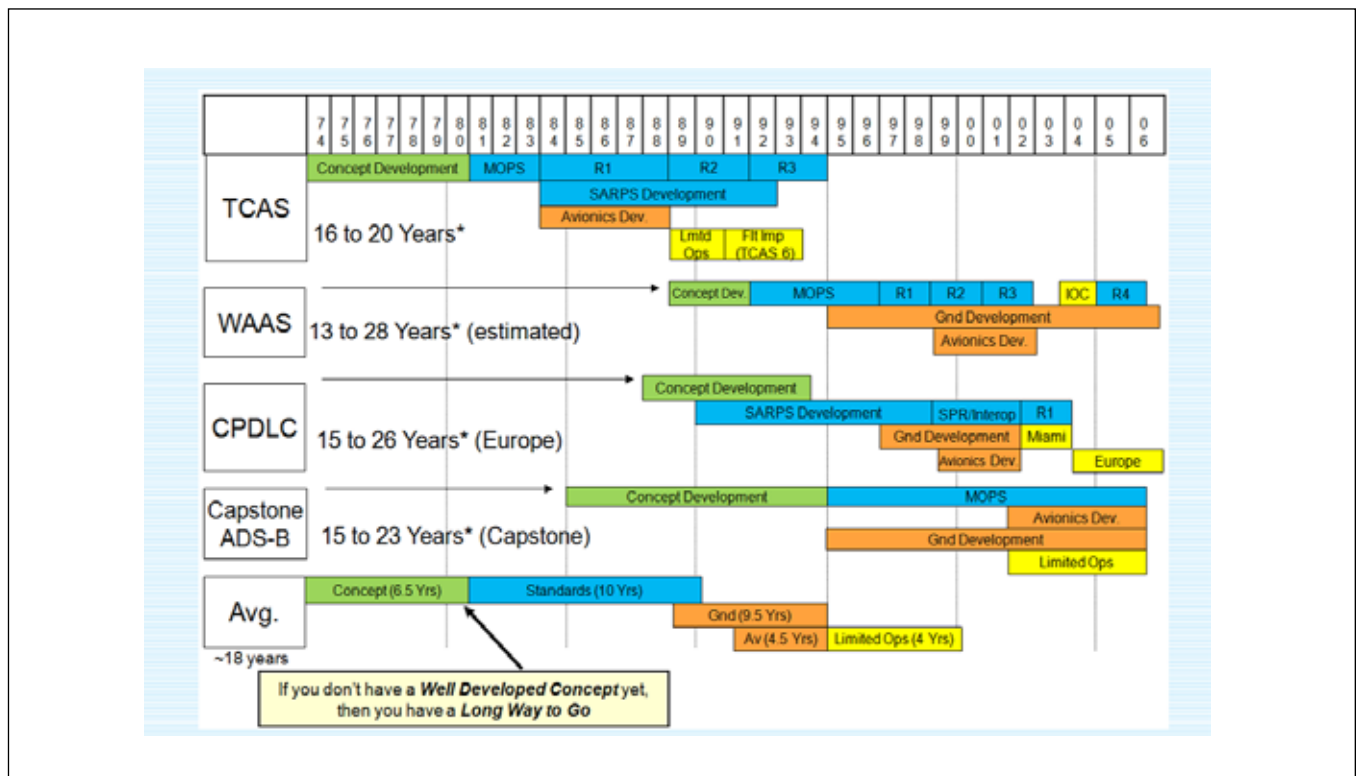 74 75 76 77 78 79 80 81 82 83 84 85 86 87 88 89 90 91 92 93 94 95 96 97 98 99 00 01 02 03 04 05 06
TCAS
Concept Development MOPS R1 R2 R3
SARPS Development
Avionics Dev.
16 to 20 Years*
Lmtd Ops
Flt Imp (TCAS 6)
WAAS
Concept Dev. MOPS R1 R2 R3 IOC R4
13 to 28 Years* (estimated)
Gnd Development
Avionics Dev.
CPDLC
Concept Development
SARPS Development SPR/Interop R1
15 to 26 Years* (Europe)
Gnd Development Miami
Avionics Dev. Europe
Capstone
ADS-B
Concept Development MOPS
Avionics Dev.
15 to 23 Years* (Capstone)
Gnd Development
Limited Ops
Avg.
Concept (6.5 Yrs) Standards (10 Yrs)
Gnd (9.5 Yrs)
Av (4.5 Yrs) Limited Ops (4 Yrs)
~18 years
If you don't have a Well Developed Concept yet,
then you have a Long Way to Go